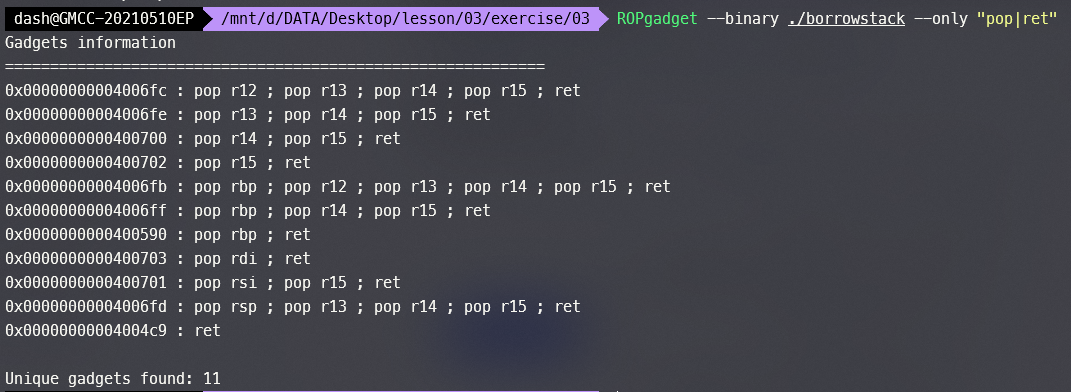 dash@GMCC-20210510EP /mnt/d/DATA/Desktop/lesson/03/exercise/03 ROPgadget --binary ./borrowstack --only "pop|ret"
Gadgets information
============================================================
0x00000000004006fc : pop r12 ; pop r13 ; pop r14 ; pop r15 ; ret
0x00000000004006fe : pop r13 ; pop r14 ; pop r15 ; ret
0x0000000000400700 : pop r14 ; pop r15 ; ret
0x0000000000400702 : pop r15 ; ret
0x00000000004006fb : pop rbp ; pop r12 ; pop r13 ; pop r14 ; pop r15 ; ret
0x00000000004006ff : pop rbp ; pop r14 ; pop r15 ; ret
0x0000000000400590 : pop rbp ; ret
0x0000000000400703 : pop rdi ; ret
0x0000000000400701 : pop rsi ; pop r15 ; ret
0x00000000004006fd : pop rsp ; pop r13 ; pop r14 ; pop r15 ; ret
0x00000000004004c9 : ret
Unique gadgets found: 11